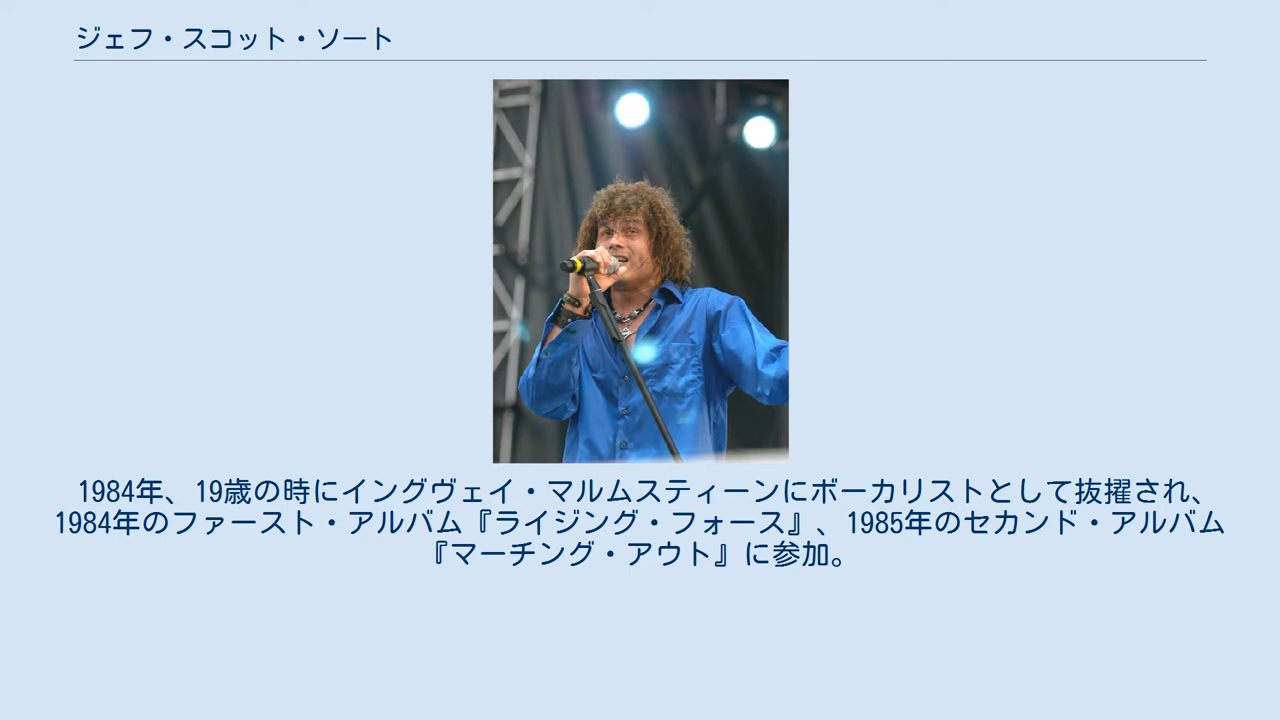 ジェフ・スコット・ソート
1984年、19歳の時にイングヴェイ・マルムスティーンにボーカリストとして抜擢され、
1984年のファースト・アルバム『ライジング・フォース』、1985年のセカンド・アルバム
『マーチング・アウト』に参加。